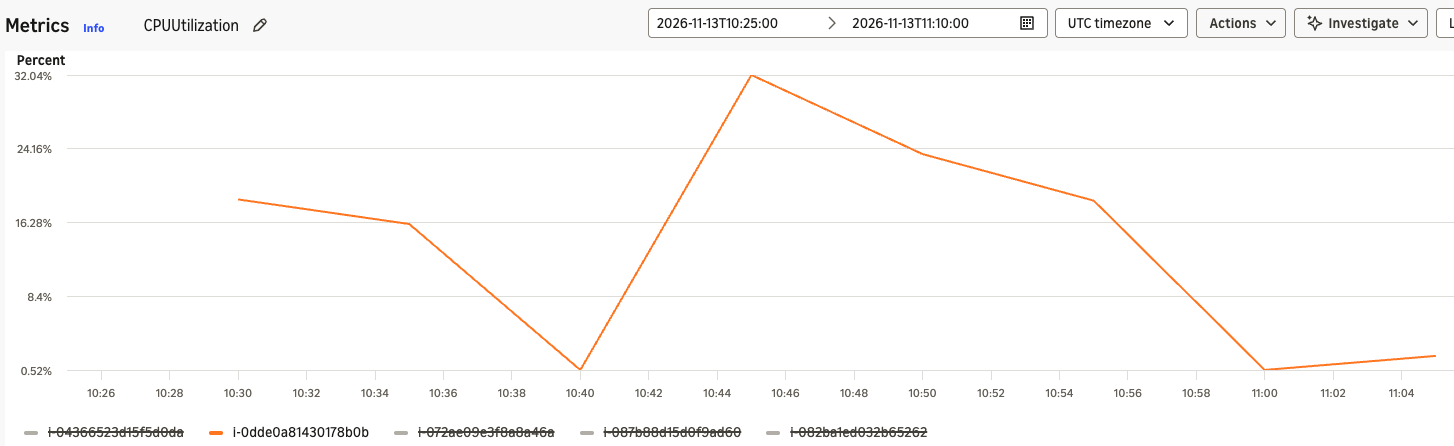 Metrics Info CPUUtilization 2026-11-13T10:25:00 2026-11-13T11:10:00 UTC timezone Actions Investigate
Percent
32.04%
24.16%
16.28%
8.4%
0.52%
10:26 10:28 10:30 10:32 10:34 10:36 10:38 10:40 10:42 10:44 10:46 10:48 10:50 10:52 10:54 10:56 10:58 11:00 11:02 11:04
i-04366523d15f5d0da i-0dde0a81430178b0b i-072ae09e3f8a8a46a i-087b88d15d0f9ad60 i-082ba1ed032b65262